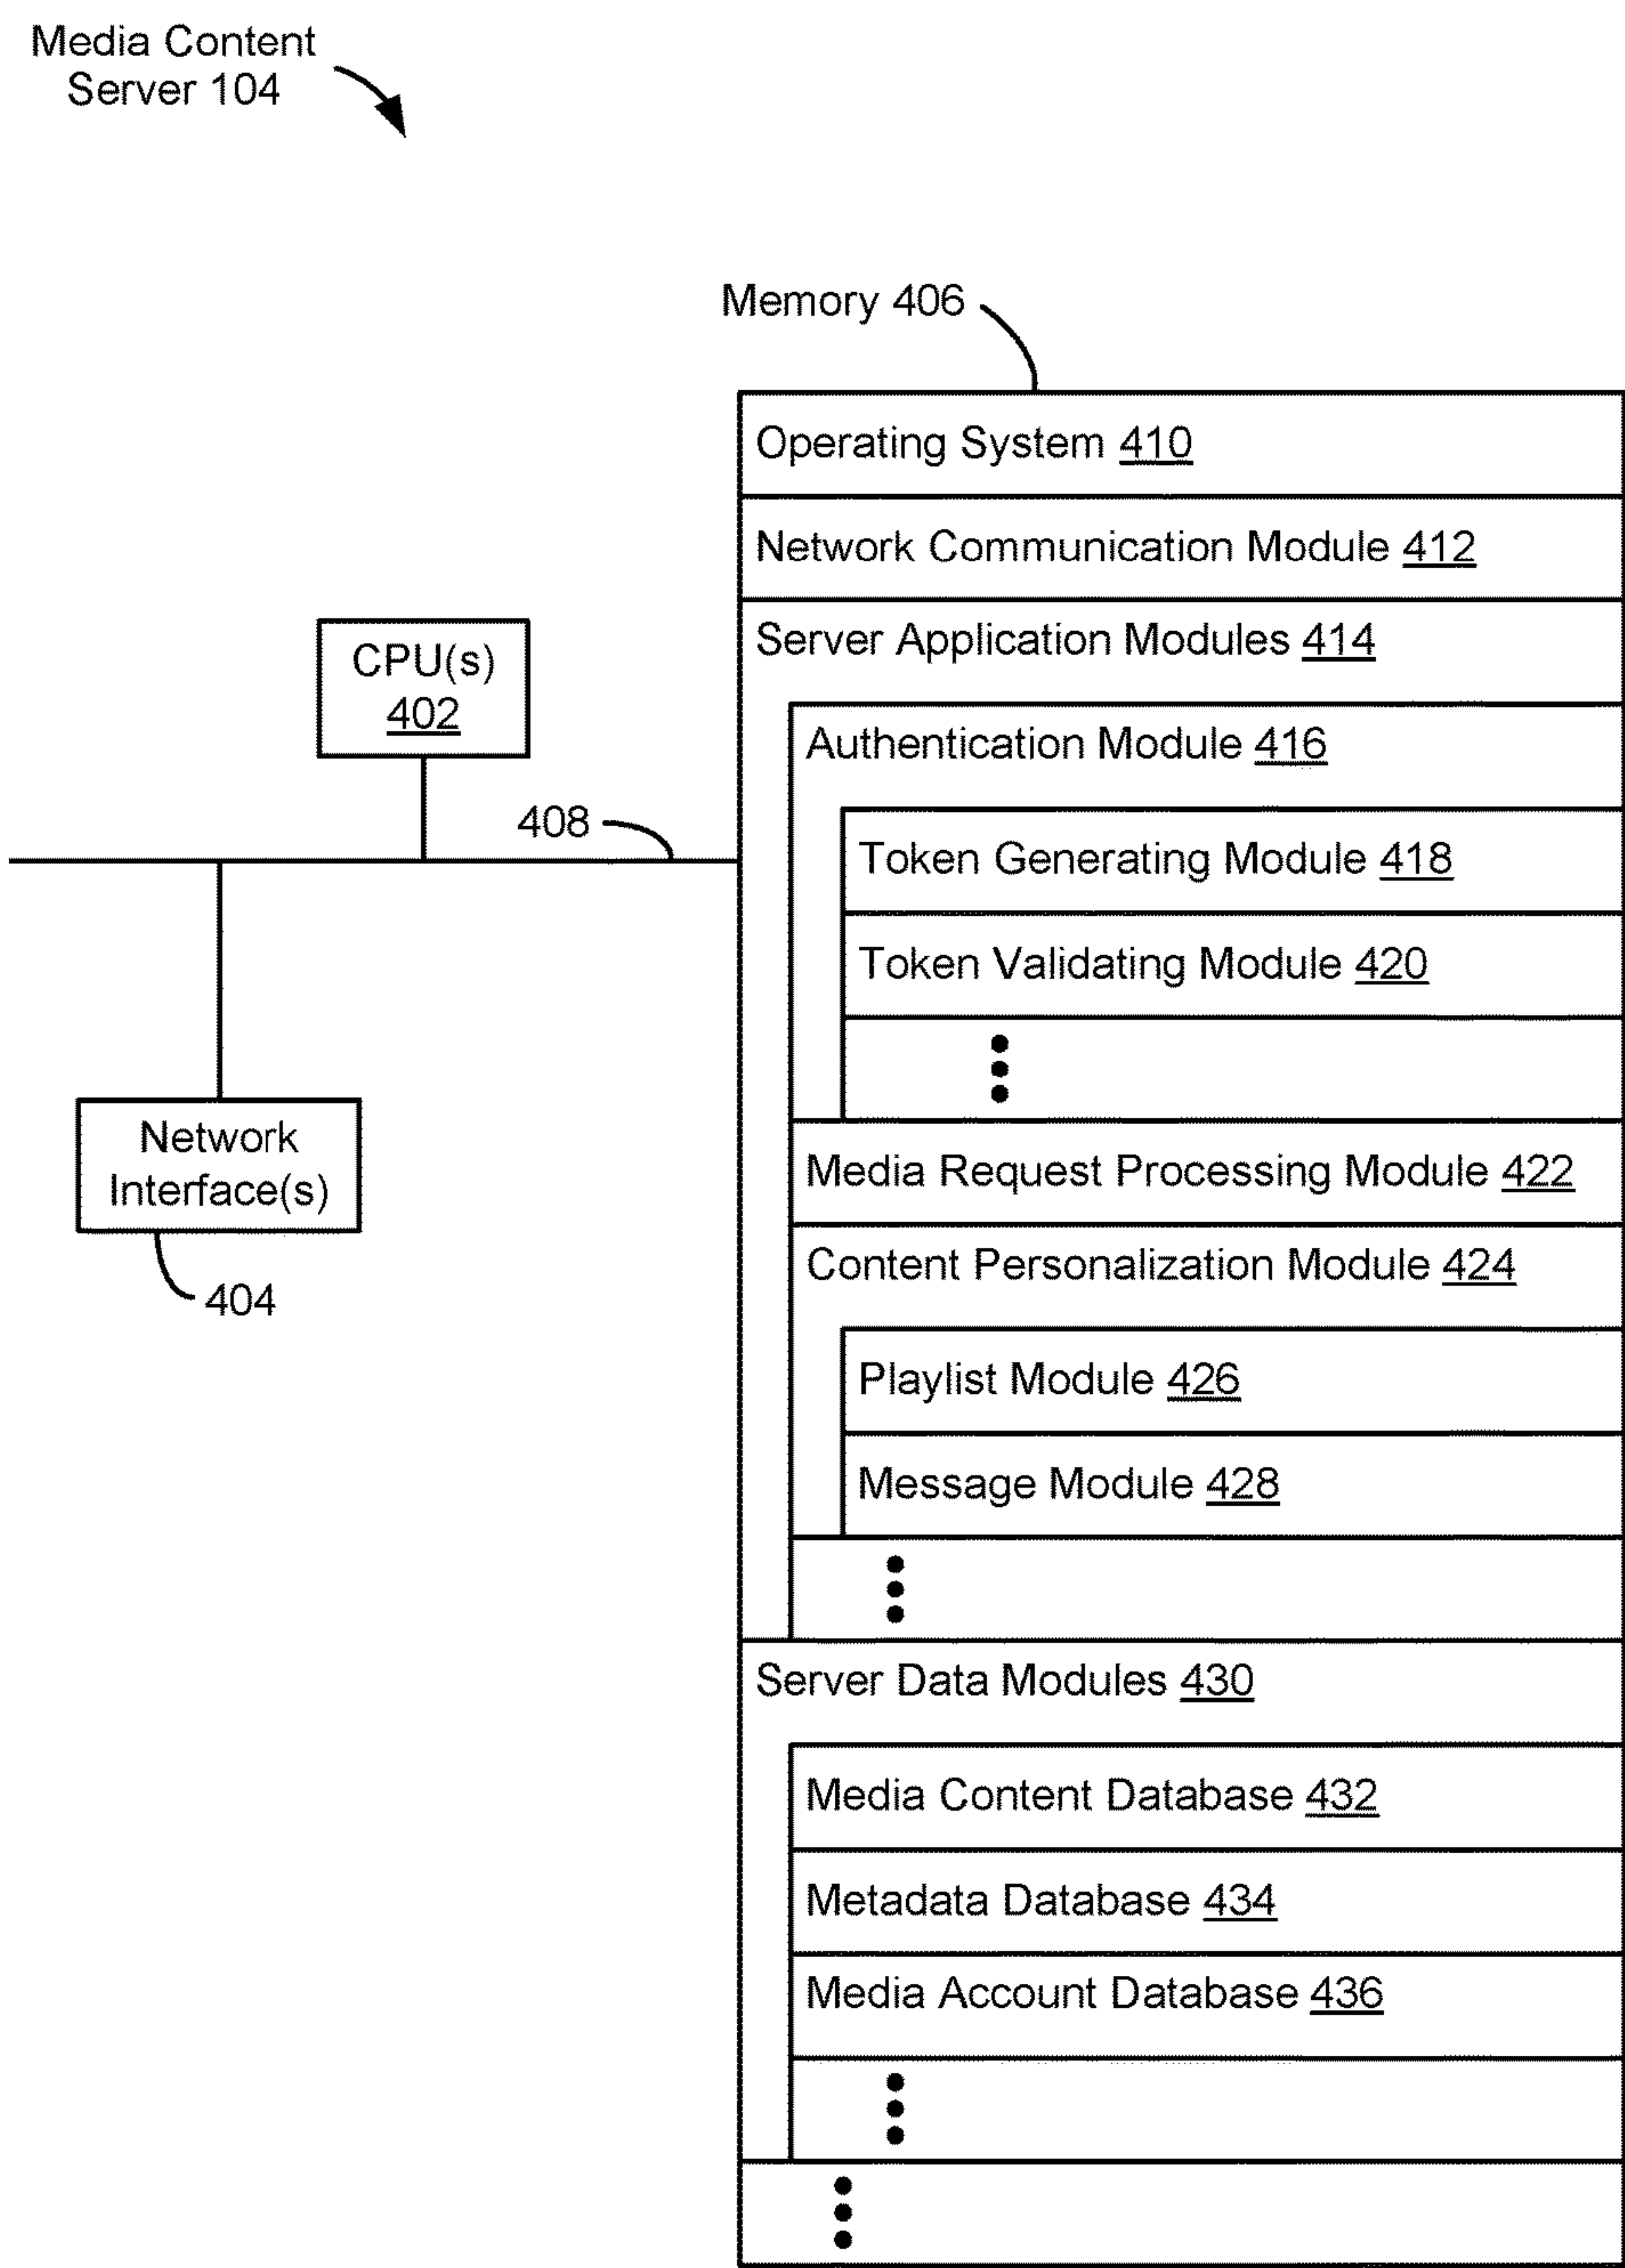 Media Content
Server 104
Memory 406
Operating System 410
Network Communication Module 412
Server Application Modules 414
CPU(s)
402
Authentication Module 416
408
Token Generating Module 418
Token Validating Module 420
Network
Interface(s)
404
Media Request Processing Module 422
Content Personalization Module 424
Playlist Module 426
Message Module 428
Server Data Modules 430
Media Content Database 432
Metadata Database 434
Media Account Database 436